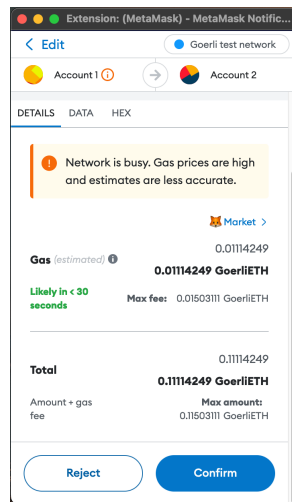 Extension: (MetaMask) - MetaMask Notific...
Edit
Goerli test network
Account 1
Account 2
DETAILS DATA HEX
Network is busy. Gas prices are high
and estimates are less accurate.
Market >
0.01114249
Gas (estimated)
0.01114249 GoerliETH
Likely in < 30
seconds
Max fee: 0.01503111 GoerliETH
0.11114249
Total
0.11114249 GoerliETH
Amount + gas
fee
Max amount:
0.11503111 GoerliETH
Reject
Confirm